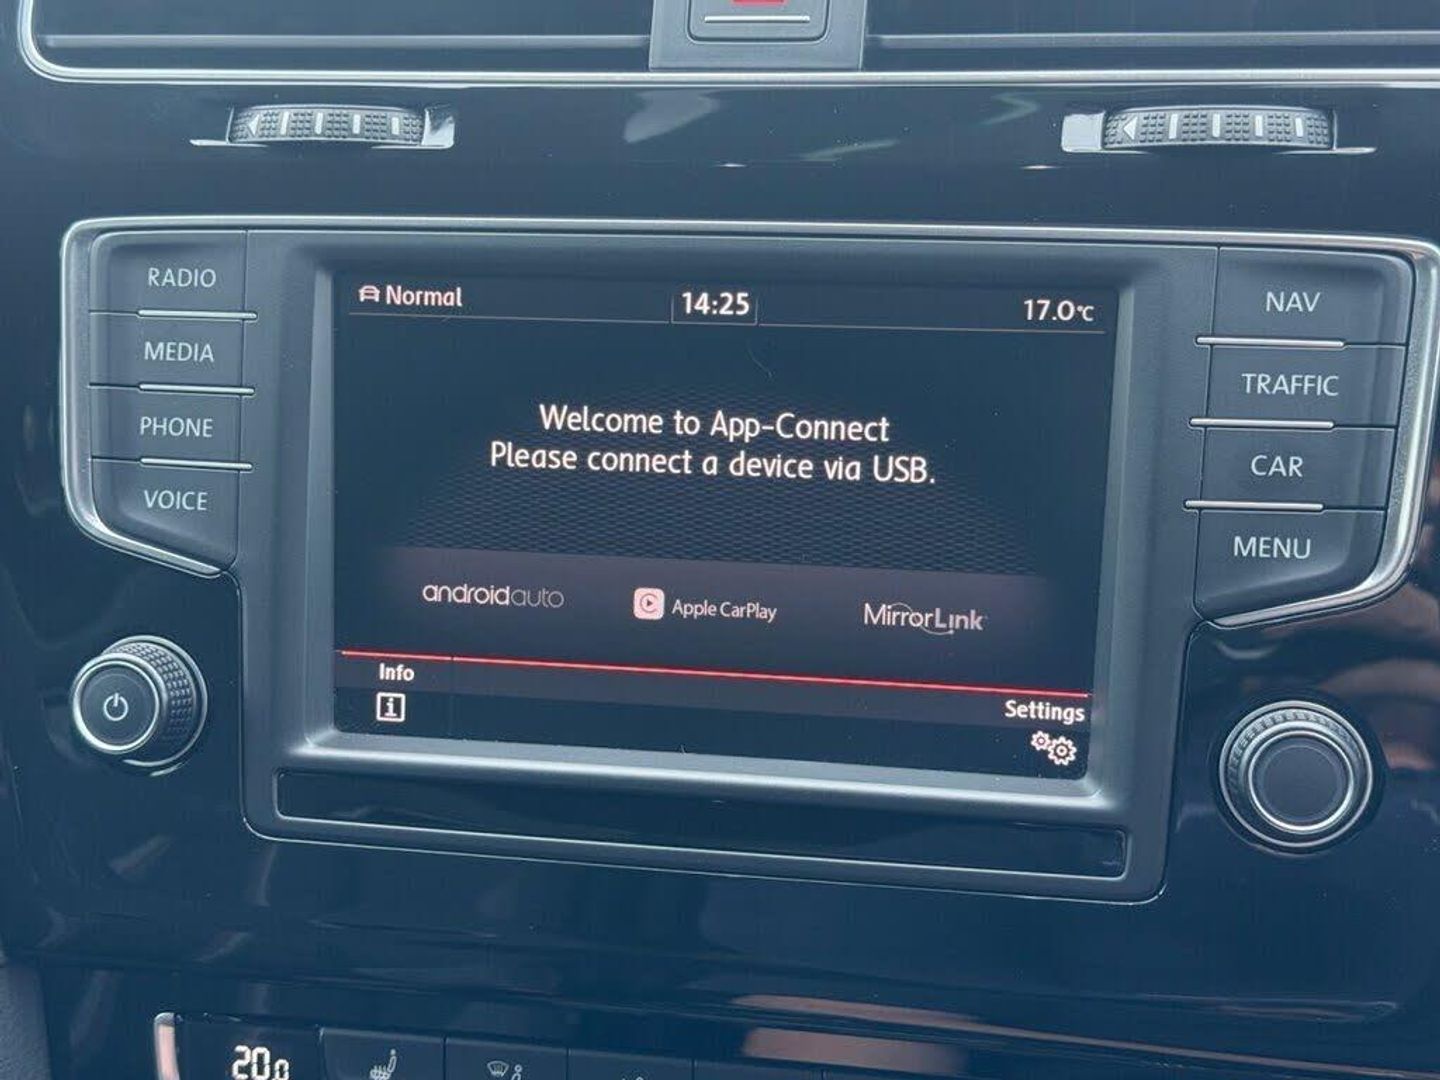 RADIO
MEDIA
PHONE
VOICE
Normal
14:25
17.0°C
Welcome to App-Connect
Please connect a device via USB.
androidauto
Apple CarPlay
MirrorLink
Info
Settings
NAV
TRAFFIC
CAR
MENU
20.0